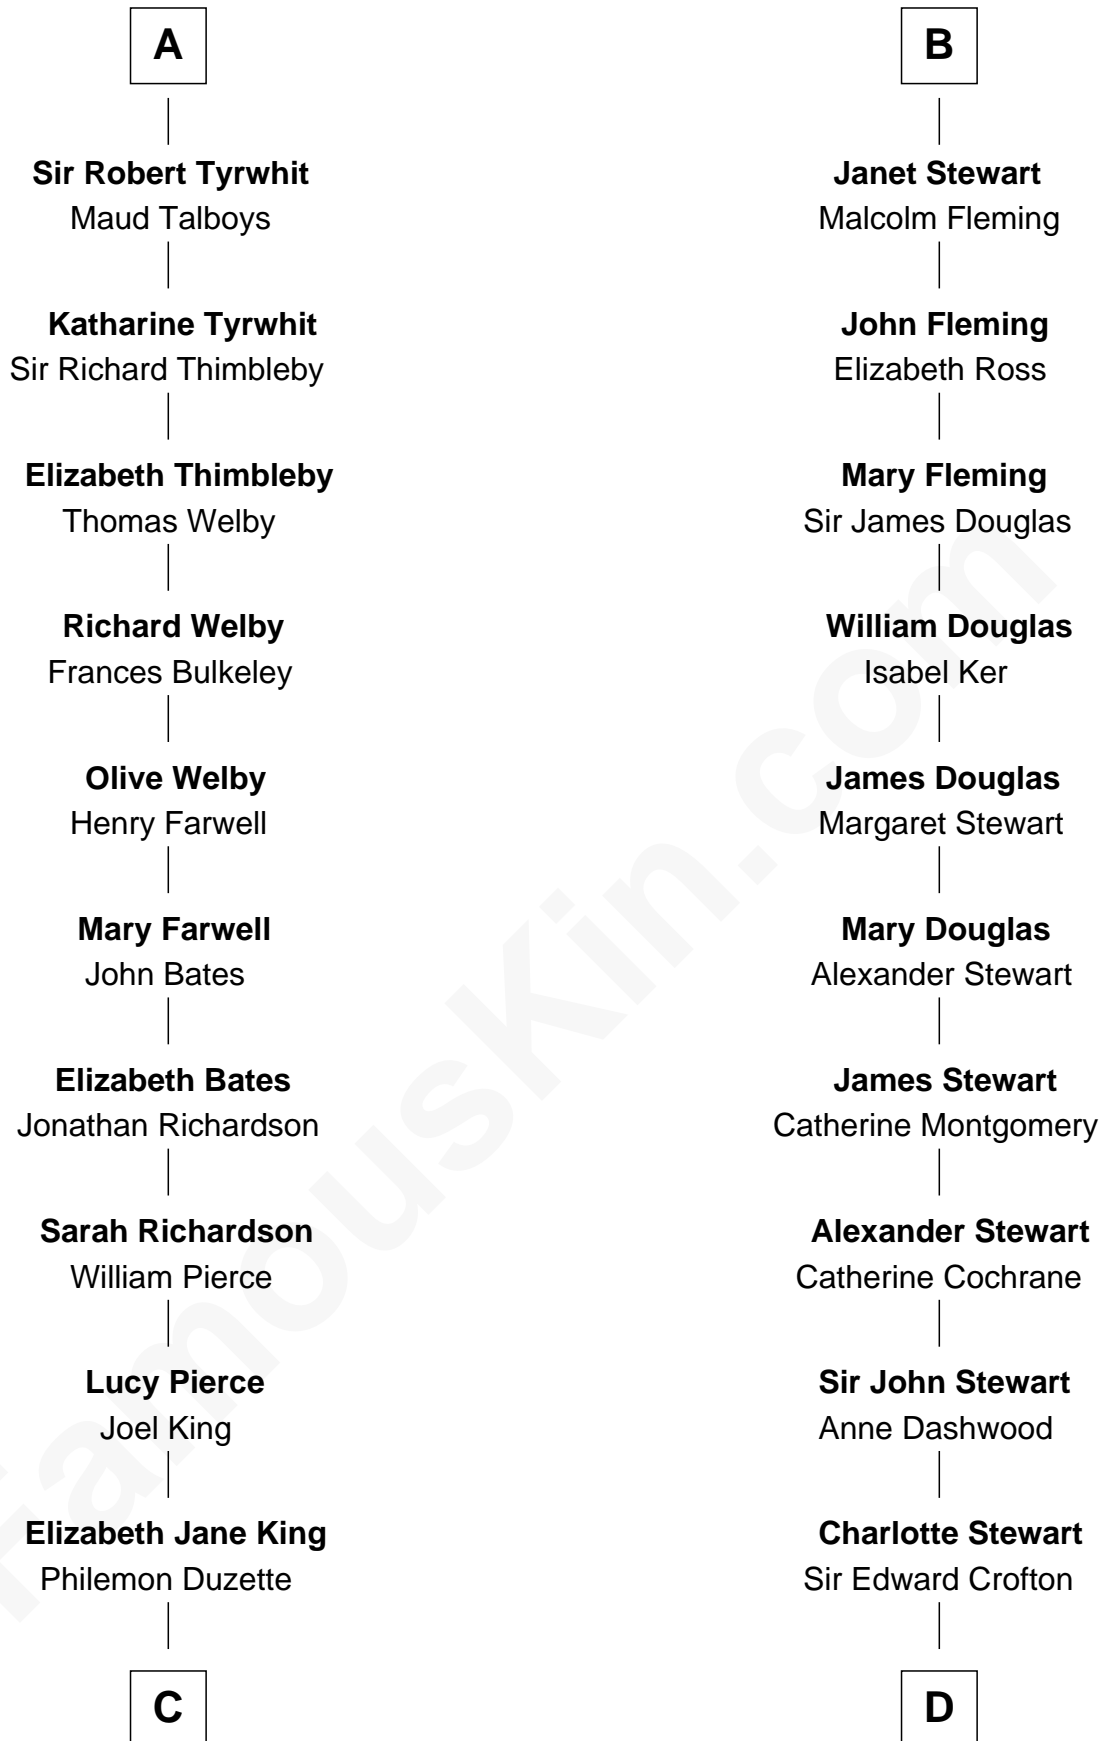 A
Sir Robert Tyrwhit
Maud Talboys
Katharine Tyrwhit
Sir Richard Thimbleby
Elizabeth Thimbleby
Thomas Welby
Richard Welby
Frances Bulkeley
Olive Welby
Henry Farwell
Mary Farwell
John Bates
Elizabeth Bates
Jonathan Richardson
Sarah Richardson
William Pierce
Lucy Pierce
Joel King
Elizabeth Jane King
Philemon Duzette
C
B
Janet Stewart
Malcolm Fleming
John Fleming
Elizabeth Ross
Mary Fleming
Sir James Douglas
William Douglas
Isabel Ker
James Douglas
Margaret Stewart
Mary Douglas
Alexander Stewart
James Stewart
Catherine Montgomery
Alexander Stewart
Catherine Cochrane
Sir John Stewart
Anne Dashwood
Charlotte Stewart
Sir Edward Crofton
D
FamousKin.com